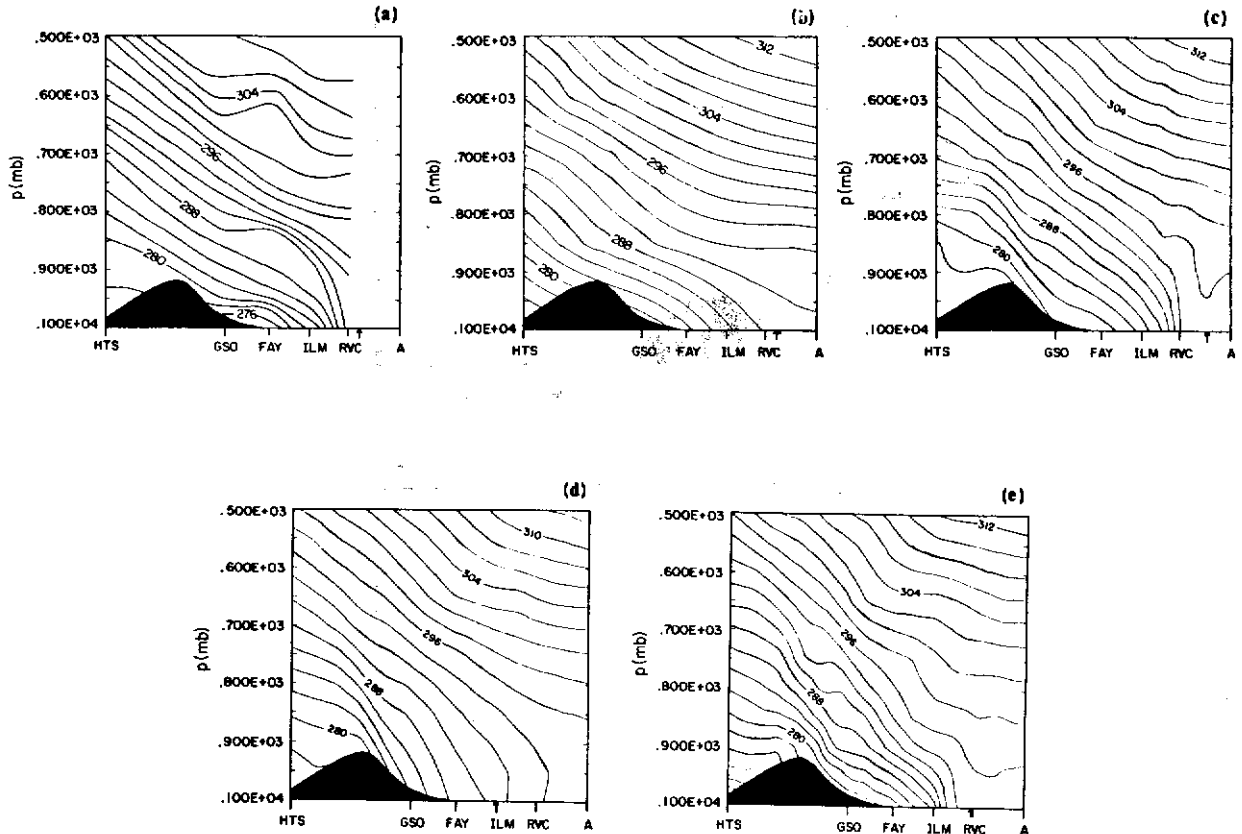 (a)
.500E+03
.600E+03
.700E+03
.800E+03
.900E+03
.100E+04
p(mb)
304
296
288
280
276
HTS GSO FAY ILM RVC A
(b)
.500E+03
.600E+03
.700E+03
.800E+03
.900E+03
.100E+04
p(mb)
312
304
296
288
280
HTS GSO FAY ILM RVC A
(c)
.500E+03
.600E+03
.700E+03
.800E+03
.900E+03
.100E+04
p(mb)
312
304
296
288
280
HTS GSO FAY ILM RVC A
(d)
.500E+03
.600E+03
.700E+03
.800E+03
.900E+03
.100E+04
p(mb)
310
304
296
288
280
HTS GSO FAY ILM RVC A
(e)
.500E+03
.600E+03
.700E+03
.800E+03
.900E+03
.100E+04
p(mb)
312
304
296
288
280
HTS GSO FAY ILM RVC A